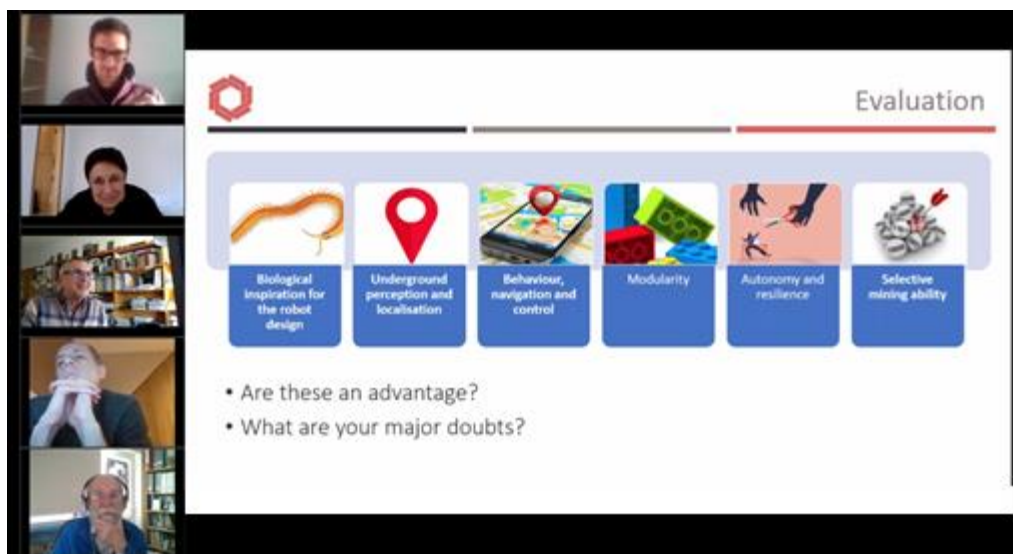 Evaluation
Biological
inspiration for
the robot
design
Underground
perception and
localisation
Behaviour,
navigation and
control
Modularity
Autonomy and
resilience
Selective
mining ability
• Are these an advantage?
• What are your major doubts?